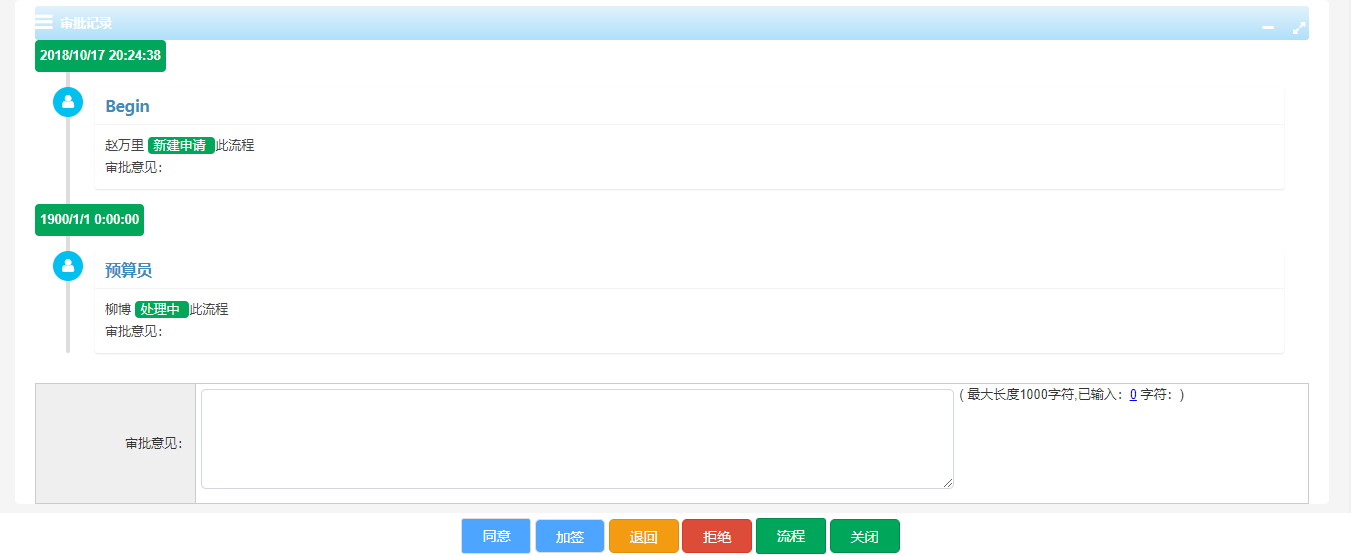 审批记录
2018/10/17 20:24:38
Begin
赵万里 新建申请 此流程
审批意见：
1900/1/1 0:00:00
预算员
柳博 处理中 此流程
审批意见：
( 最大长度1000字符,已输入：0 字符：)
审批意见：
同意 加签 退回 拒绝 流程 关闭